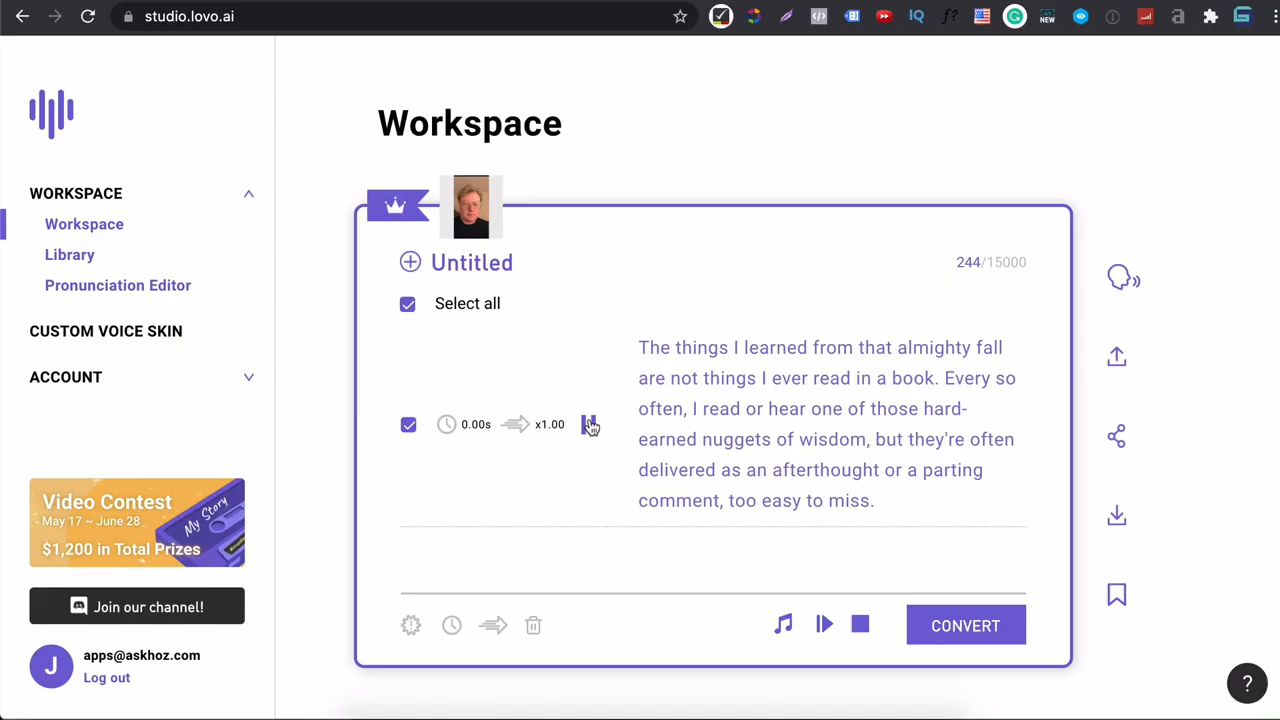 studio.lovo.ai
IQ
f?
NEW
WORKSPACE
Workspace
Library
Pronunciation Editor
CUSTOM VOICE SKIN
ACCOUNT
Video Contest
May 17 ~ June 28
$1,200 in Total Prizes
My Story
Join our channel!
J
apps@askhoz.com
Log out
Workspace
Untitled
244/15000
Select all
0.00s
x1.00
The things I learned from that almighty fall
are not things I ever read in a book. Every so
often, I read or hear one of those hard-
earned nuggets of wisdom, but they're often
delivered as an afterthought or a parting
comment, too easy to miss.
CONVERT
?